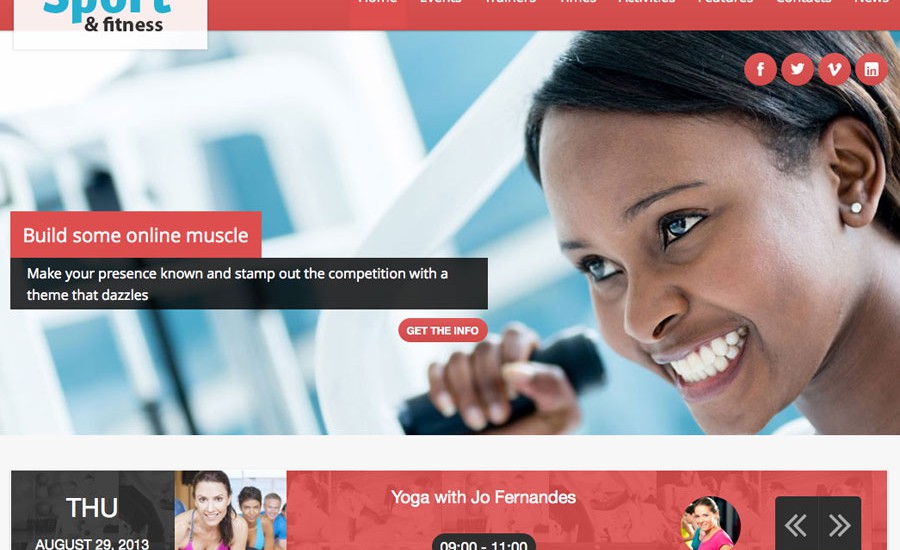 Sport
& fitness
Home Events Trainers Times Activities Features Contacts News
Build some online muscle
Make your presence known and stamp out the competition with a
theme that dazzles
GET THE INFO
THU
AUGUST 29, 2013
Yoga with Jo Fernandes
09:00 - 11:00